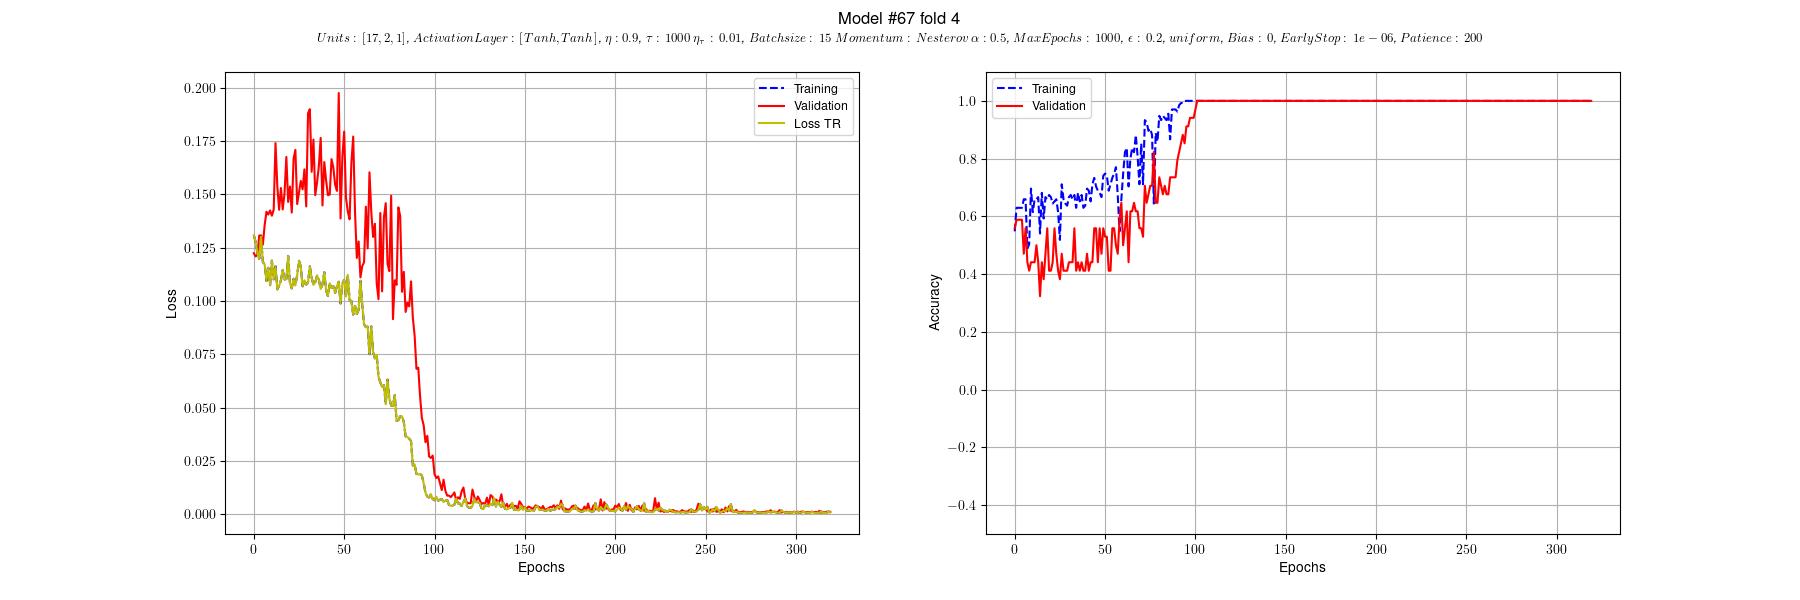 Model #67 fold 4
Units : [17, 2, 1], ActivationLayer : [Tanh, Tanh], η : 0.9, τ : 1000 η_τ : 0.01, Batchsize : 15 Momentum : Nesterov α : 0.5, MaxEpochs : 1000, ϵ : 0.2, uniform, Bias : 0, EarlyStop : 1e − 06, Patience : 200
Training
Validation
Loss TR
0.200
0.175
0.150
0.125
0.100
0.075
0.050
0.025
0.000
Loss
0 50 100 150 200 250 300
Epochs
Training
Validation
1.0
0.8
0.6
0.4
0.2
0.0
−0.2
−0.4
Accuracy
0 50 100 150 200 250 300
Epochs